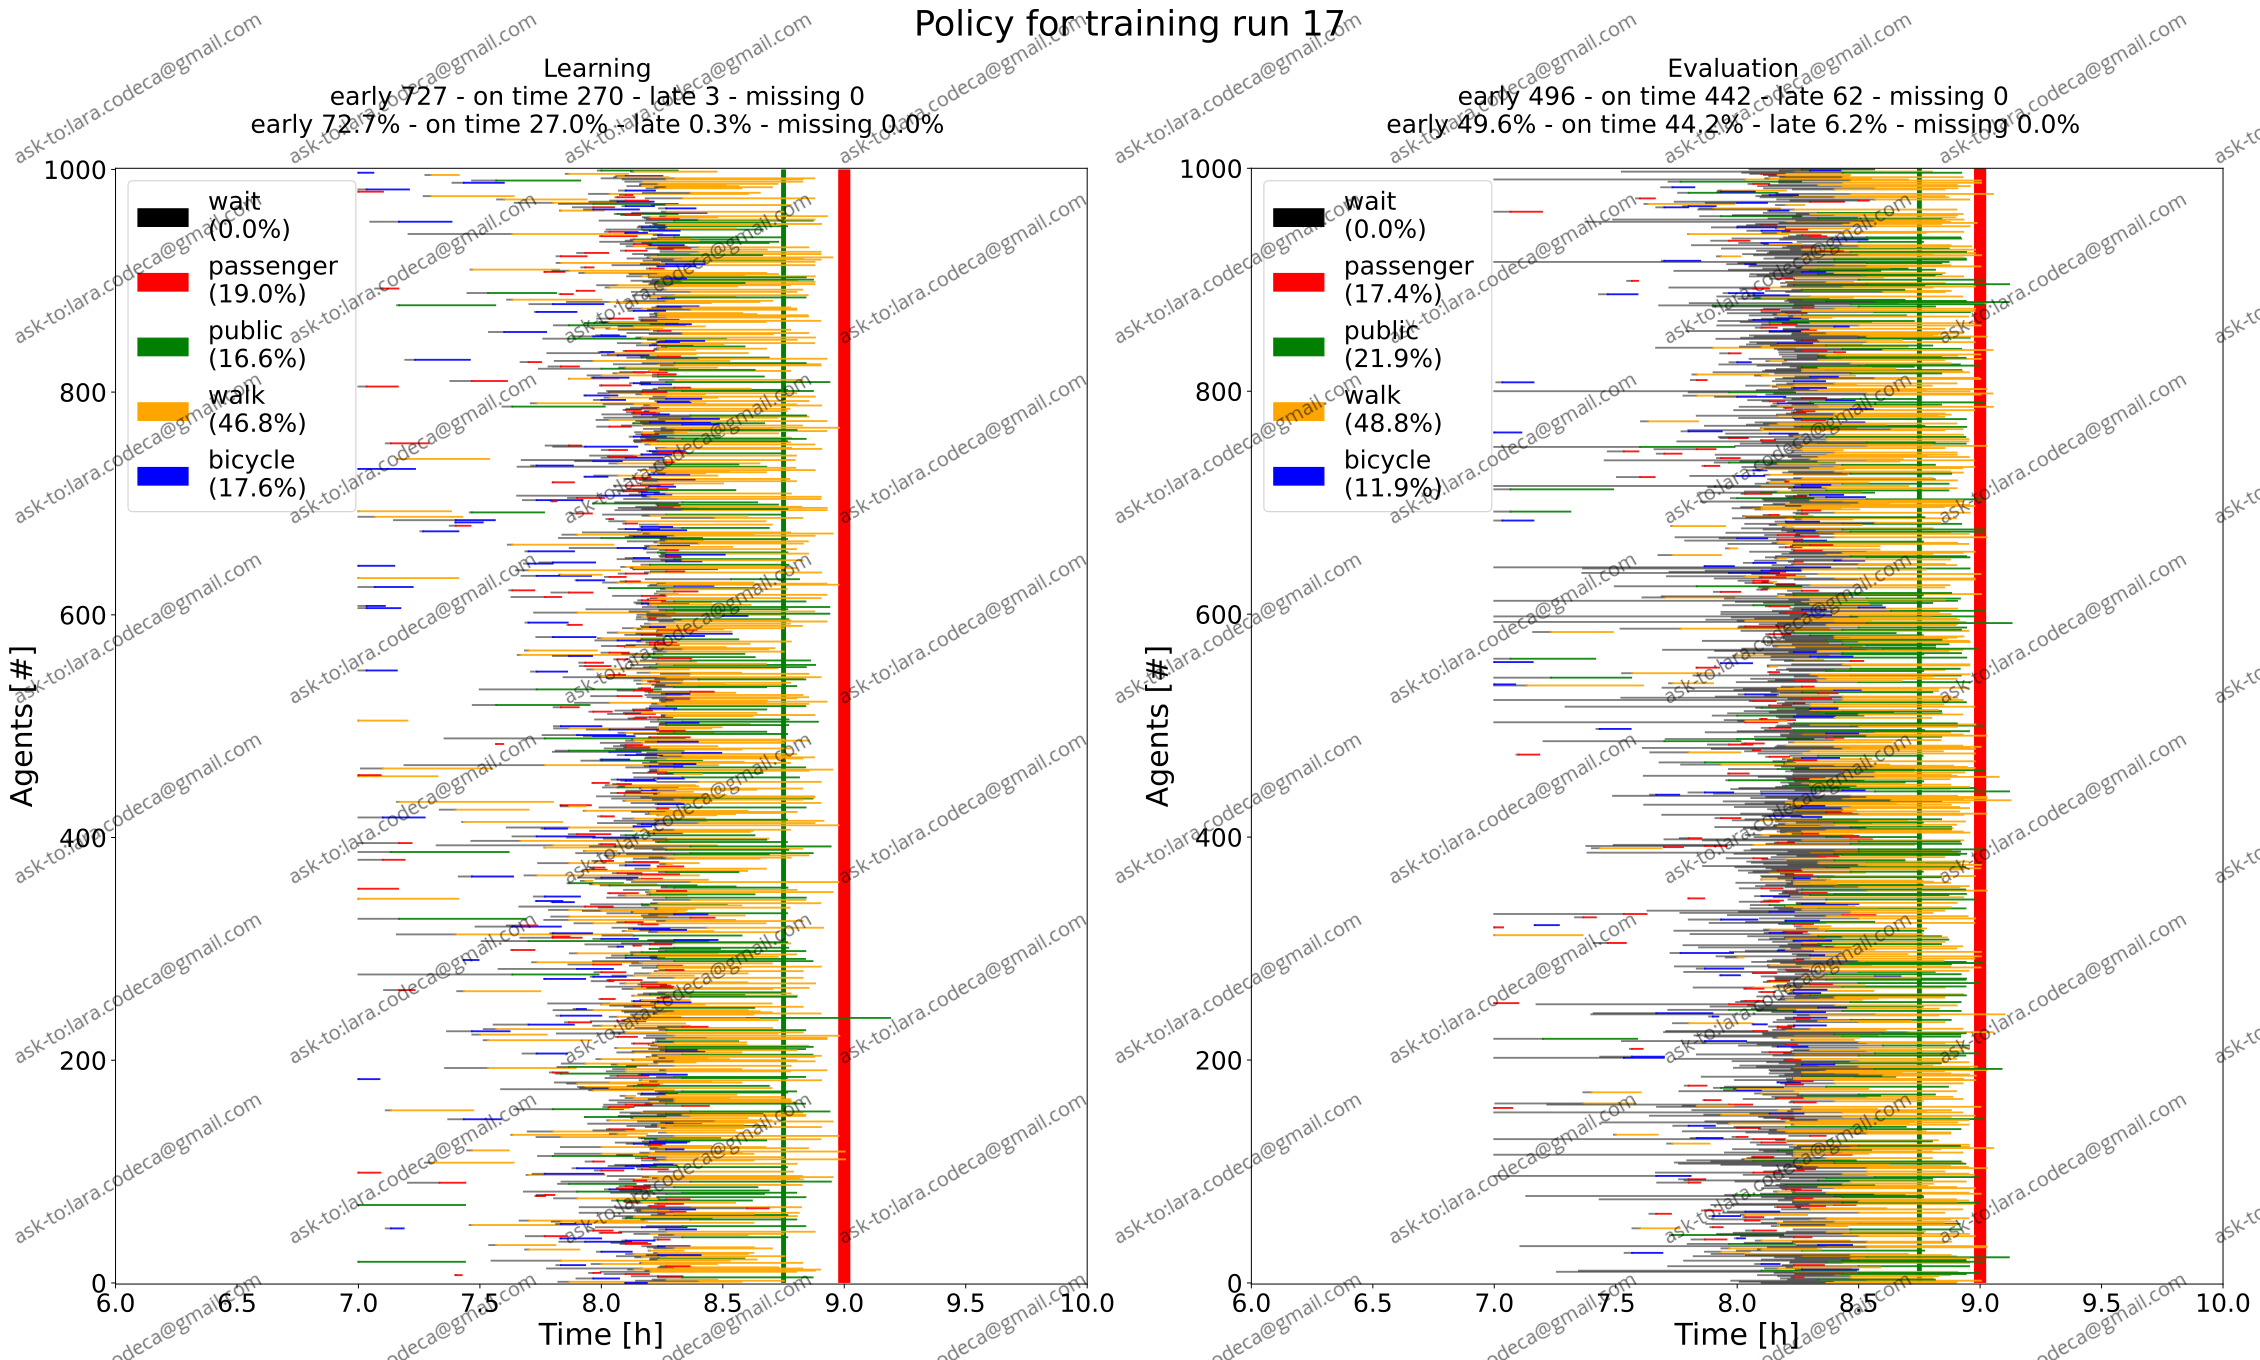 Policy for training run 17
Learning
early 727 - on time 270 - late 3 - missing 0
early 72.7% - on time 27.0% - late 0.3% - missing 0.0%
1000
800
600
400
200
0
Agents [#]
wait
(0.0%)
passenger
(19.0%)
public
(16.6%)
walk
(46.8%)
bicycle
(17.6%)
6.0 6.5 7.0 7.5 8.0 8.5 9.0 9.5 10.0
Time [h]
Evaluation
early 496 - on time 442 - late 62 - missing 0
early 49.6% - on time 44.2% - late 6.2% - missing 0.0%
1000
800
600
400
200
0
Agents [#]
wait
(0.0%)
passenger
(17.4%)
public
(21.9%)
walk
(48.8%)
bicycle
(11.9%)
6.0 6.5 7.0 7.5 8.0 8.5 9.0 9.5 10.0
Time [h]
ask-to:lara.codeca@gmail.com